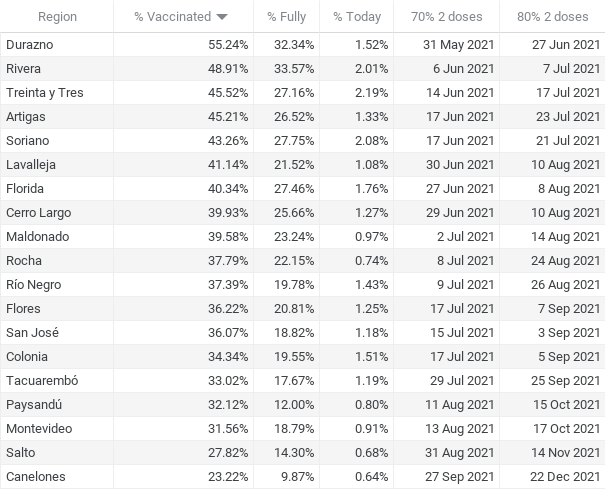 Region % Vaccinated % Fully % Today 70% 2 doses 80% 2 doses
Durazno 55.24% 32.34% 1.52% 31 May 2021 27 Jun 2021
Rivera 48.91% 33.57% 2.01% 6 Jun 2021 7 Jul 2021
Treinta y Tres 45.52% 27.16% 2.19% 14 Jun 2021 17 Jul 2021
Artigas 45.21% 26.52% 1.33% 17 Jun 2021 23 Jul 2021
Soriano 43.26% 27.75% 2.08% 17 Jun 2021 21 Jul 2021
Lavalleja 41.14% 21.52% 1.08% 30 Jun 2021 10 Aug 2021
Florida 40.34% 27.46% 1.76% 27 Jun 2021 8 Aug 2021
Cerro Largo 39.93% 25.66% 1.27% 29 Jun 2021 10 Aug 2021
Maldonado 39.58% 23.24% 0.97% 2 Jul 2021 14 Aug 2021
Rocha 37.79% 22.15% 0.74% 8 Jul 2021 24 Aug 2021
Río Negro 37.39% 19.78% 1.43% 9 Jul 2021 26 Aug 2021
Flores 36.22% 20.81% 1.25% 17 Jul 2021 7 Sep 2021
San José 36.07% 18.82% 1.18% 15 Jul 2021 3 Sep 2021
Colonia 34.34% 19.55% 1.51% 17 Jul 2021 5 Sep 2021
Tacuarembó 33.02% 17.67% 1.19% 29 Jul 2021 25 Sep 2021
Paysandú 32.12% 12.00% 0.80% 11 Aug 2021 15 Oct 2021
Montevideo 31.56% 18.79% 0.91% 13 Aug 2021 17 Oct 2021
Salto 27.82% 14.30% 0.68% 31 Aug 2021 14 Nov 2021
Canelones 23.22% 9.87% 0.64% 27 Sep 2021 22 Dec 2021